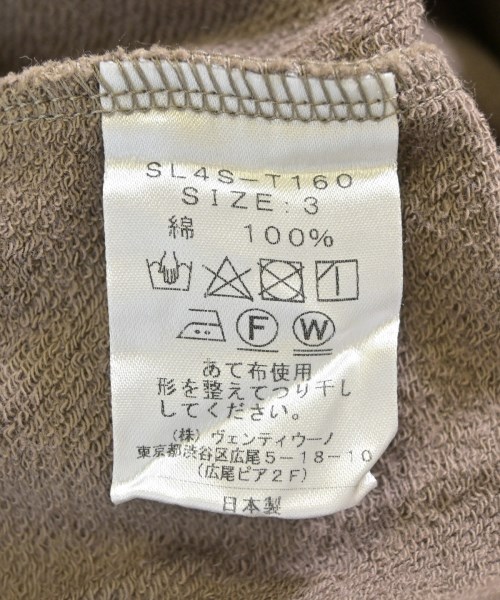 SL4S-T160
SIZE:3
綿 100%
F W
あて布使用
形を整えてつり干し
してください。
(株)ヴェンティウーノ
東京都渋谷区広尾5-18-10
(広尾ピア2F)
日本製